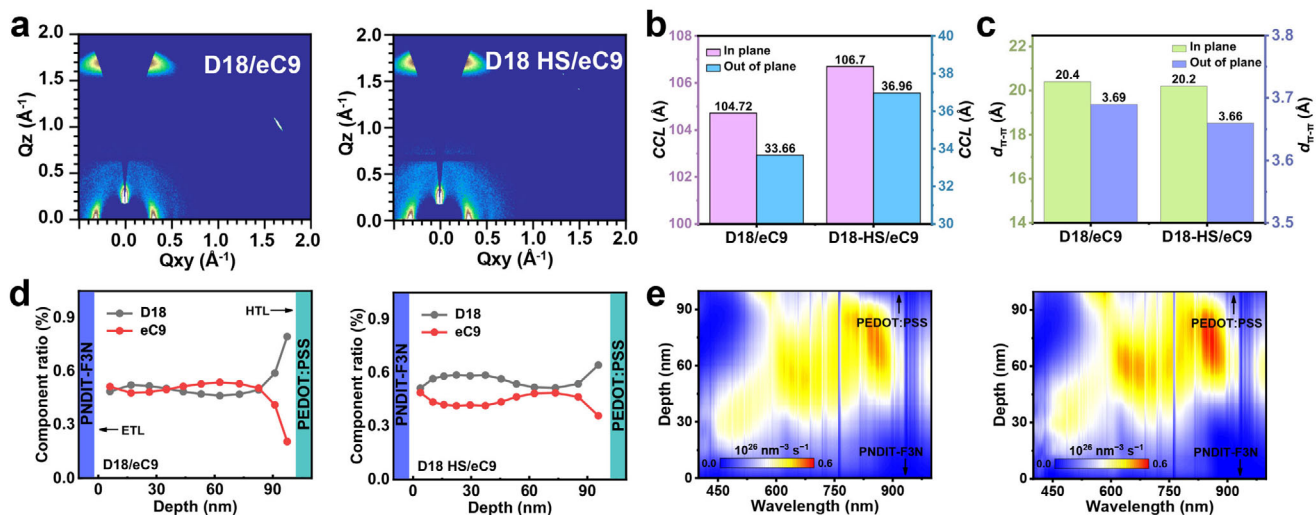 a
D18/eC9
2.0
1.5
1.0
0.5
0.0
Qz (Å⁻¹)
0.0 0.5 1.0 1.5 2.0
Qxy (Å⁻¹)
D18 HS/eC9
2.0
1.5
1.0
0.5
0.0
Qz (Å⁻¹)
0.0 0.5 1.0 1.5 2.0
Qxy (Å⁻¹)
b
In plane
Out of plane
108
106
104
102
100
CCL (Å)
104.72
33.66
106.7
36.96
40
38
36
34
32
30
CCL (Å)
D18/eC9 D18-HS/eC9
c
In plane
Out of plane
22
20
18
16
14
dπ-π (Å)
20.4
3.69
20.2
3.66
3.8
3.7
3.6
3.5
dπ-π (Å)
D18/eC9 D18-HS/eC9
d
D18
eC9
HTL
ETL
PNDIT-F3N
PEDOT:PSS
D18/eC9
0.9
0.6
0.3
0.0
Component ratio (%)
0 30 60 90
Depth (nm)
D18
eC9
PNDIT-F3N
PEDOT:PSS
D18 HS/eC9
0.9
0.6
0.3
0.0
Component ratio (%)
0 30 60 90
Depth (nm)
e
PEDOT:PSS
PNDIT-F3N
10²⁶ nm⁻³ s⁻¹
0.0 0.6
90
60
30
0
Depth (nm)
450 600 750 900
Wavelength (nm)
PEDOT:PSS
PNDIT-F3N
10²⁶ nm⁻³ s⁻¹
0.0 0.6
90
60
30
0
Depth (nm)
450 600 750 900
Wavelength (nm)